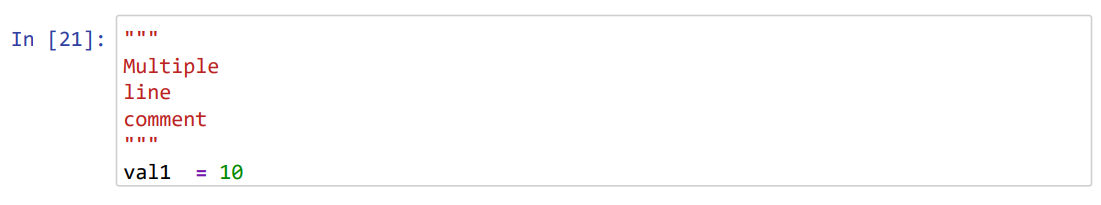 In [21]: """
Multiple
line
comment
"""
val1  = 10